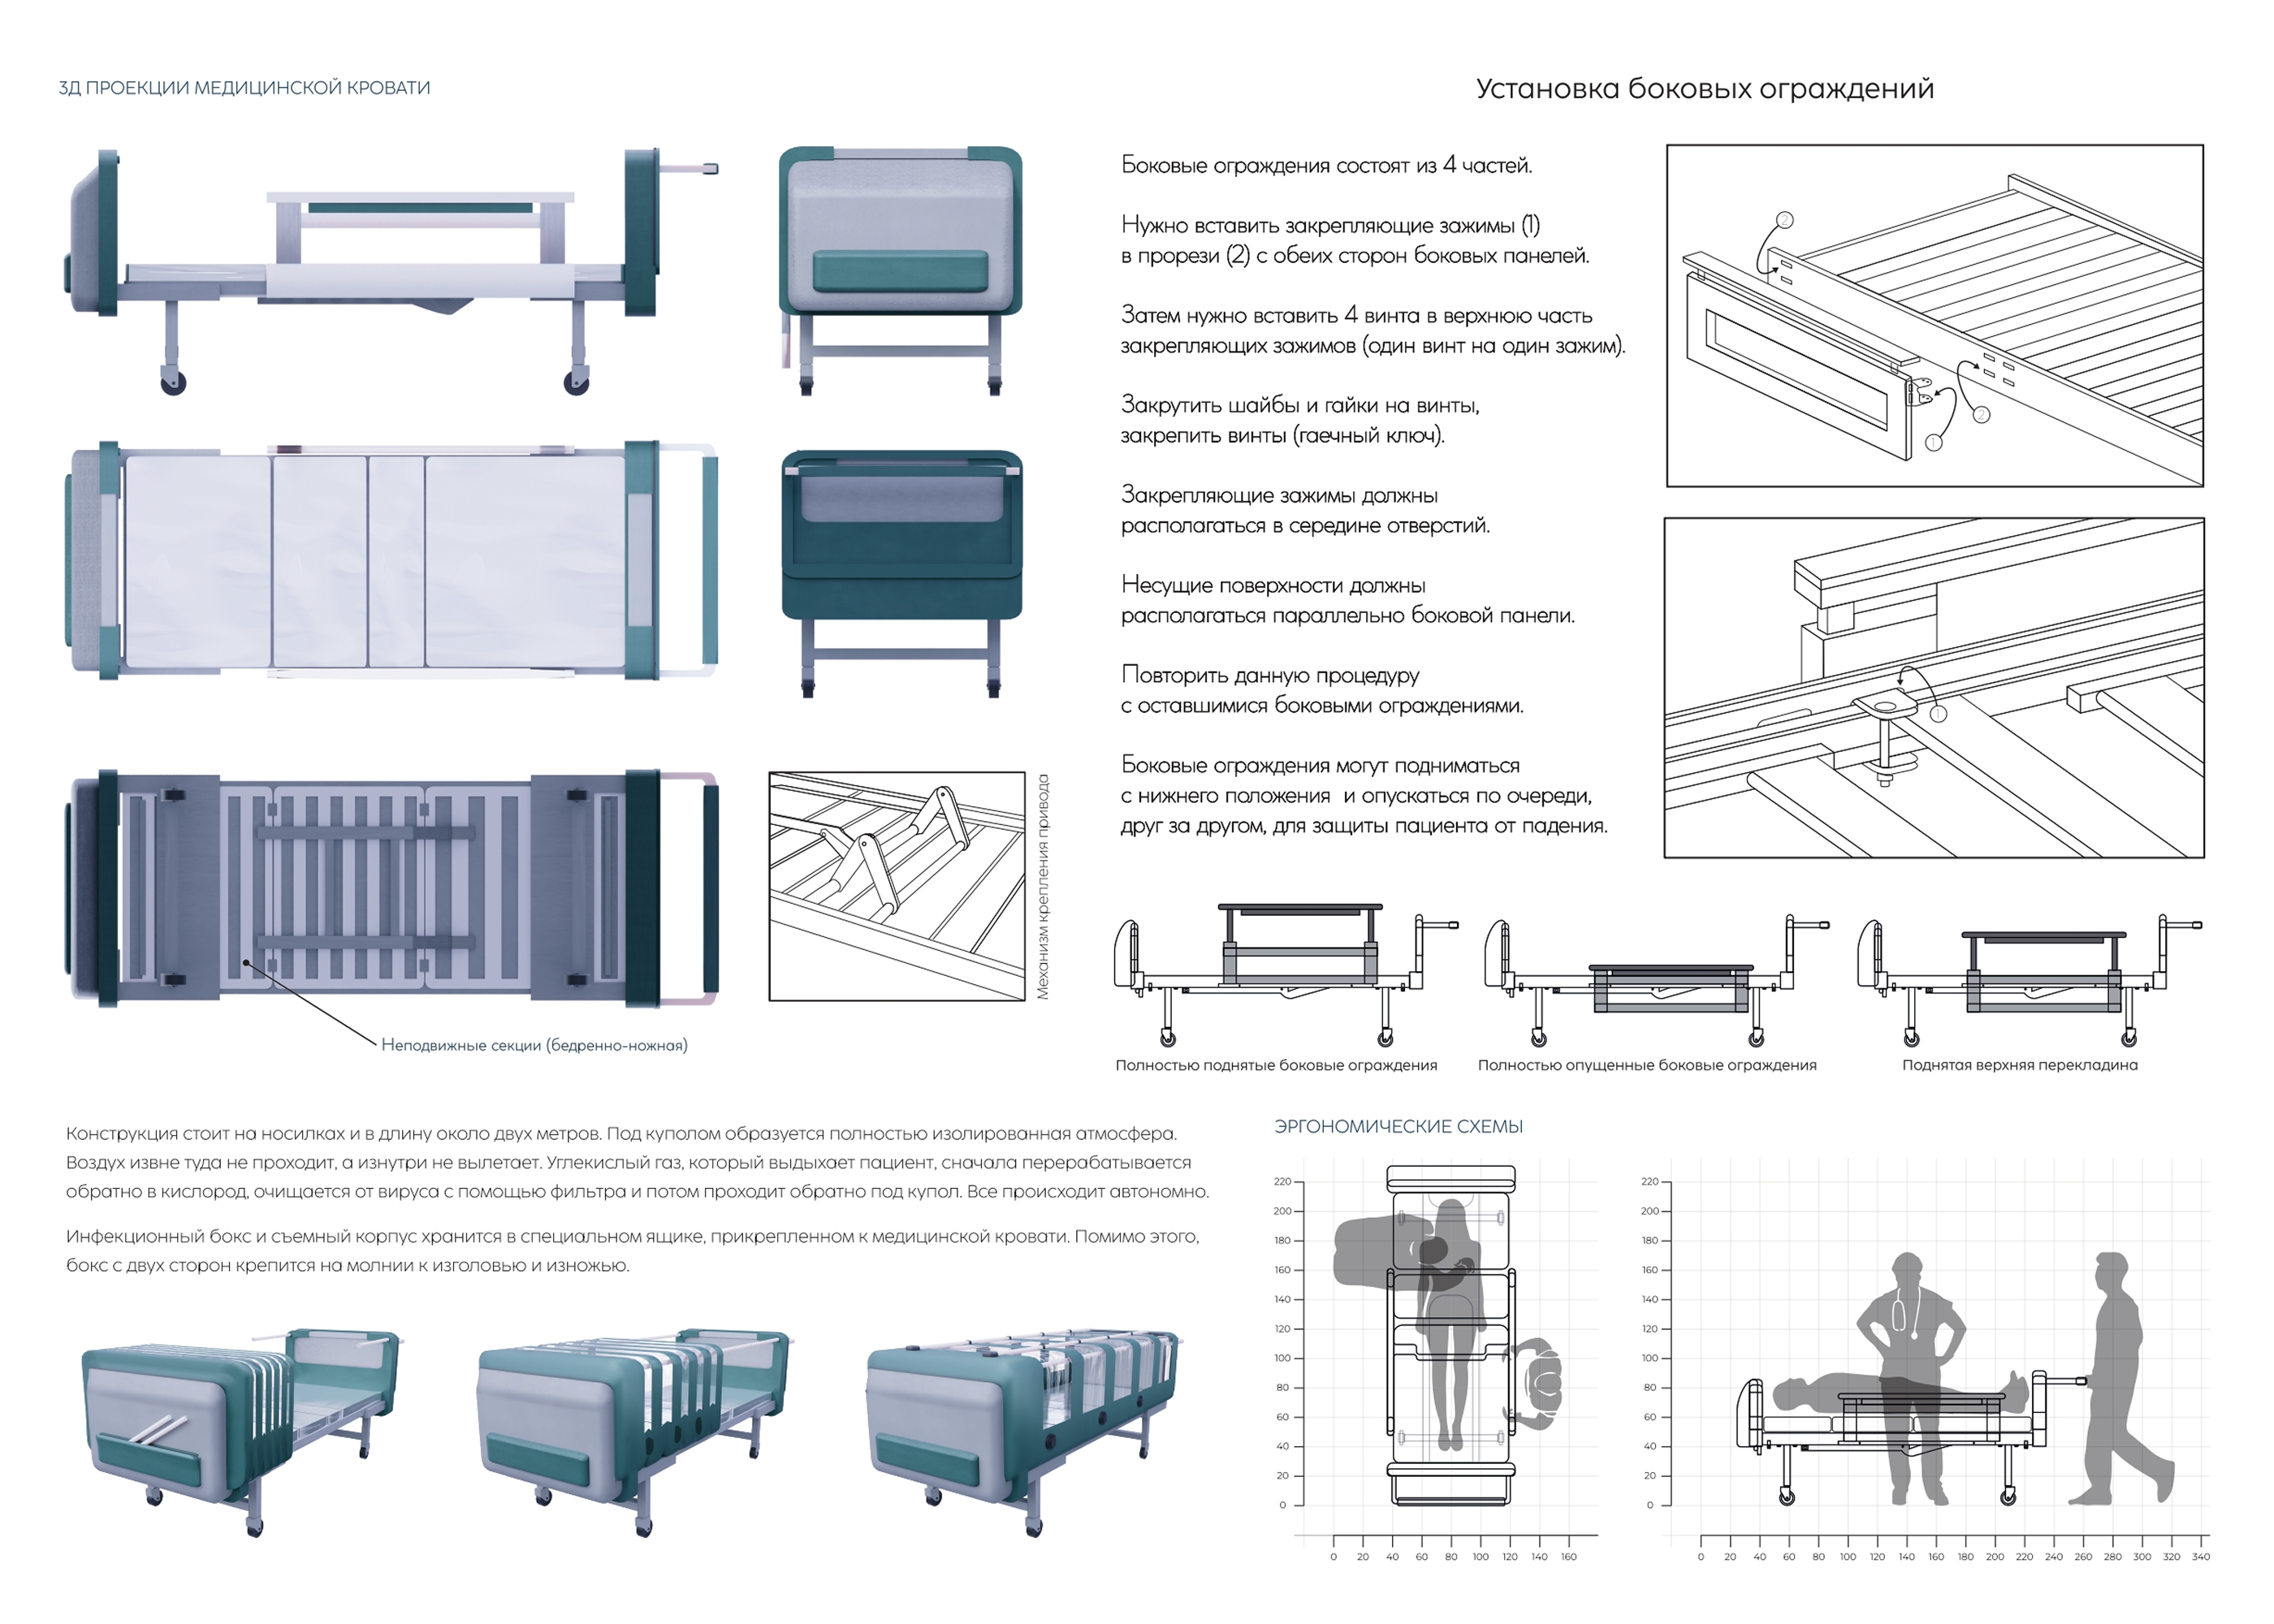 3Д ПРОЕКЦИИ МЕДИЦИНСКОЙ КРОВАТИ
Неподвижные секции (бедренно-ножная)
Механизм крепления привода
Установка боковых ограждений
Боковые ограждения состоят из 4 частей.
Нужно вставить закрепляющие зажимы (1)
в прорези (2) с обеих сторон боковых панелей.
Затем нужно вставить 4 винта в верхнюю часть
закрепляющих зажимов (один винт на один зажим).
Закрутить шайбы и гайки на винты,
закрепить винты (гаечный ключ).
Закрепляющие зажимы должны
располагаться в середине отверстий.
Несущие поверхности должны
располагаться параллельно боковой панели.
Повторить данную процедуру
с оставшимися боковыми ограждениями.
Боковые ограждения могут подниматься
с нижнего положения и опускаться по очереди,
друг за другом, для защиты пациента от падения.
2
2
1
1
Полностью поднятые боковые ограждения
Полностью опущенные боковые ограждения
Поднятая верхняя перекладина
Конструкция стоит на носилках и в длину около двух метров. Под куполом образуется полностью изолированная атмосфера.
Воздух извне туда не проходит, а изнутри не вылетает. Углекислый газ, который выдыхает пациент, сначала перерабатывается
обратно в кислород, очищается от вируса с помощью фильтра и потом проходит обратно под купол. Все происходит автономно.
Инфекционный бокс и съемный корпус хранится в специальном ящике, прикрепленном к медицинской кровати. Помимо этого,
бокс с двух сторон крепится на молнии к изголовью и изножью.
ЭРГОНОМИЧЕСКИЕ СХЕМЫ
220
200
180
160
140
120
100
80
60
40
20
0
0 20 40 60 80 100 120 140 160
220
200
180
160
140
120
100
80
60
40
20
0
0 20 40 60 80 100 120 140 160 180 200 220 240 260 280 300 320 340